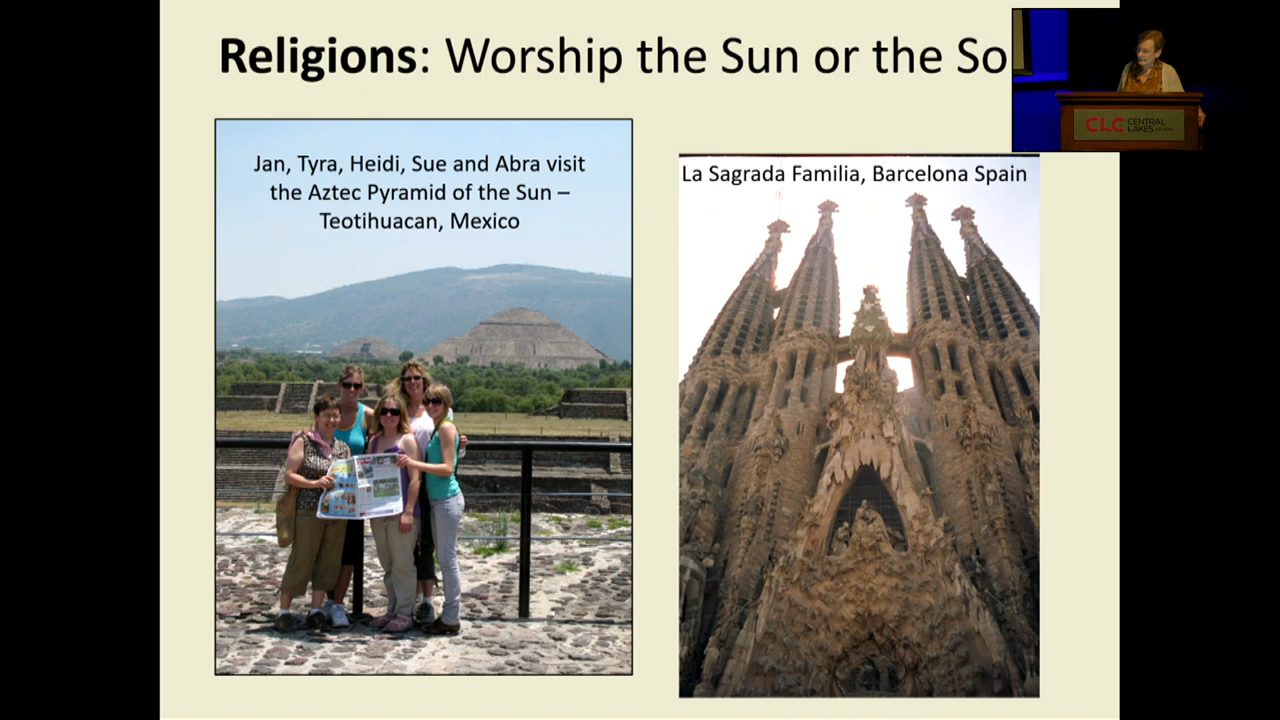 Religions: Worship the Sun or the So
Jan, Tyra, Heidi, Sue and Abra visit
the Aztec Pyramid of the Sun –
Teotihuacan, Mexico
La Sagrada Familia, Barcelona Spain
CLC CENTRAL
LAKES COLLEGE